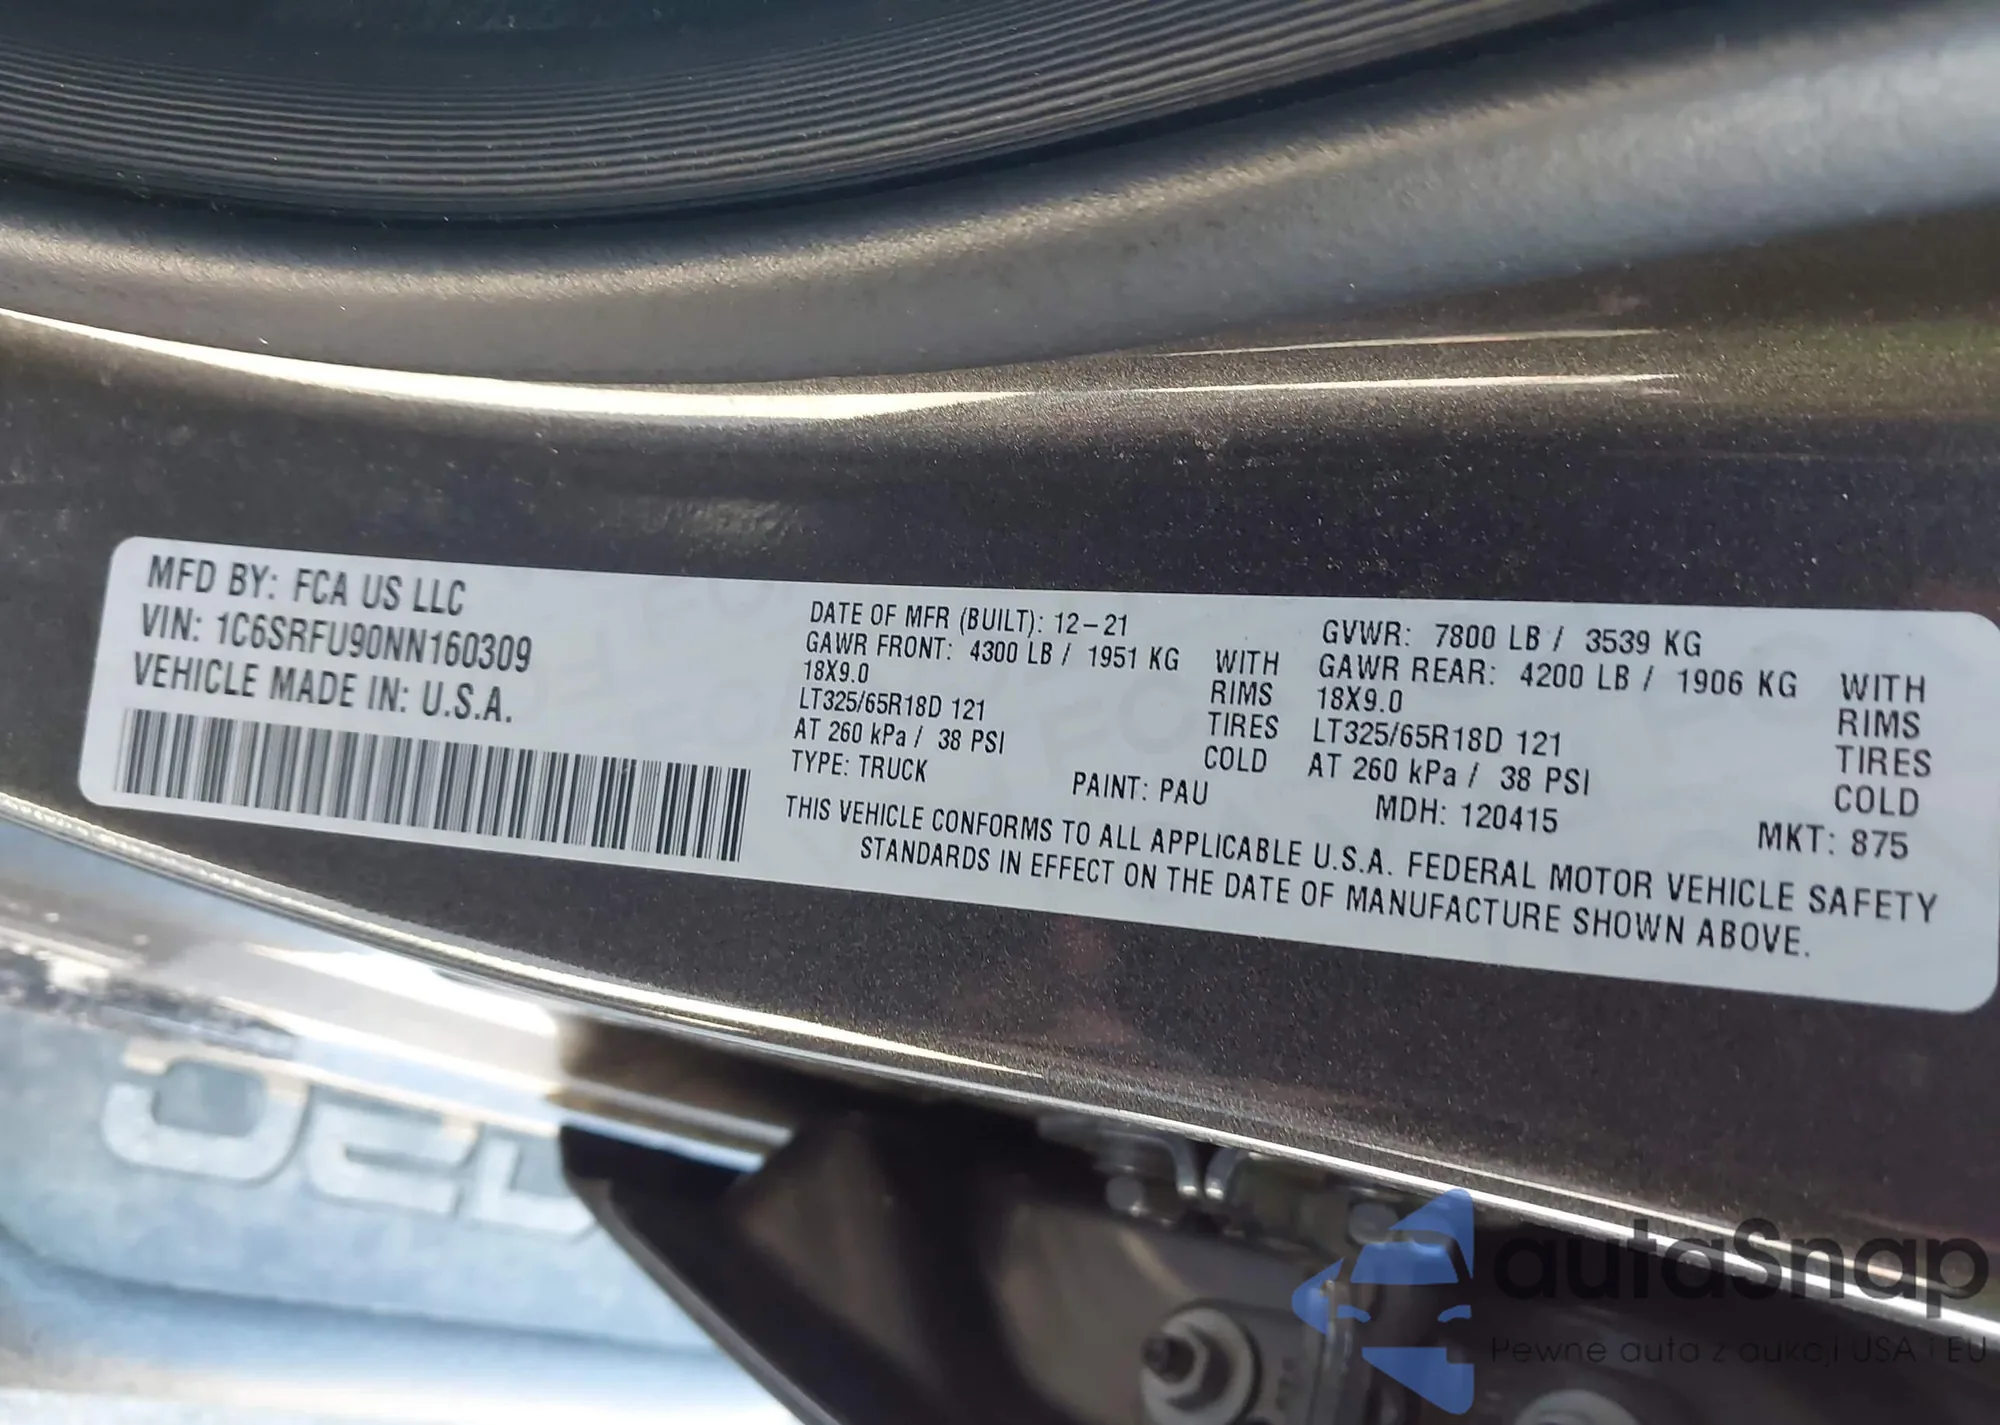 MFD BY: FCA US LLC
VIN: 1C6SRFU90NN160309
VEHICLE MADE IN: U.S.A.
DATE OF MFR (BUILT): 12-21
GAWR FRONT: 4300 LB / 1951 KG WITH
18X9.0 RIMS
LT325/65R18D 121 TIRES
AT 260 kPa / 38 PSI COLD
GVWR: 7800 LB / 3539 KG
GAWR REAR: 4200 LB / 1906 KG WITH
18X9.0 RIMS
LT325/65R18D 121 TIRES
AT 260 kPa / 38 PSI COLD
TYPE: TRUCK PAINT: PAU MDH: 120415 MKT: 875
THIS VEHICLE CONFORMS TO ALL APPLICABLE U.S.A. FEDERAL MOTOR VEHICLE SAFETY
STANDARDS IN EFFECT ON THE DATE OF MANUFACTURE SHOWN ABOVE.
autaSnap
Pewne auta z aukcji USA i EU